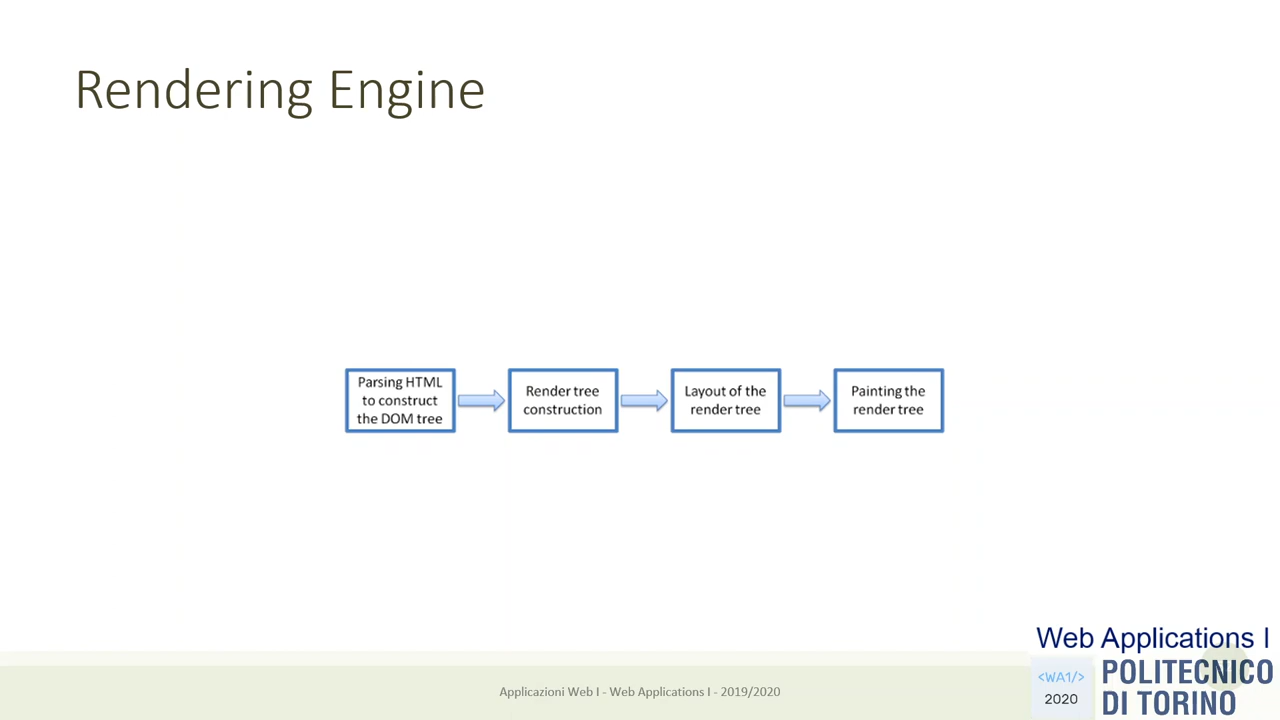 Rendering Engine
Parsing HTML
to construct
the DOM tree
Render tree
construction
Layout of the
render tree
Painting the
render tree
Applicazioni Web I - Web Applications I - 2019/2020
Web Applications I
<WA1/>
2020
POLITECNICO
DI TORINO